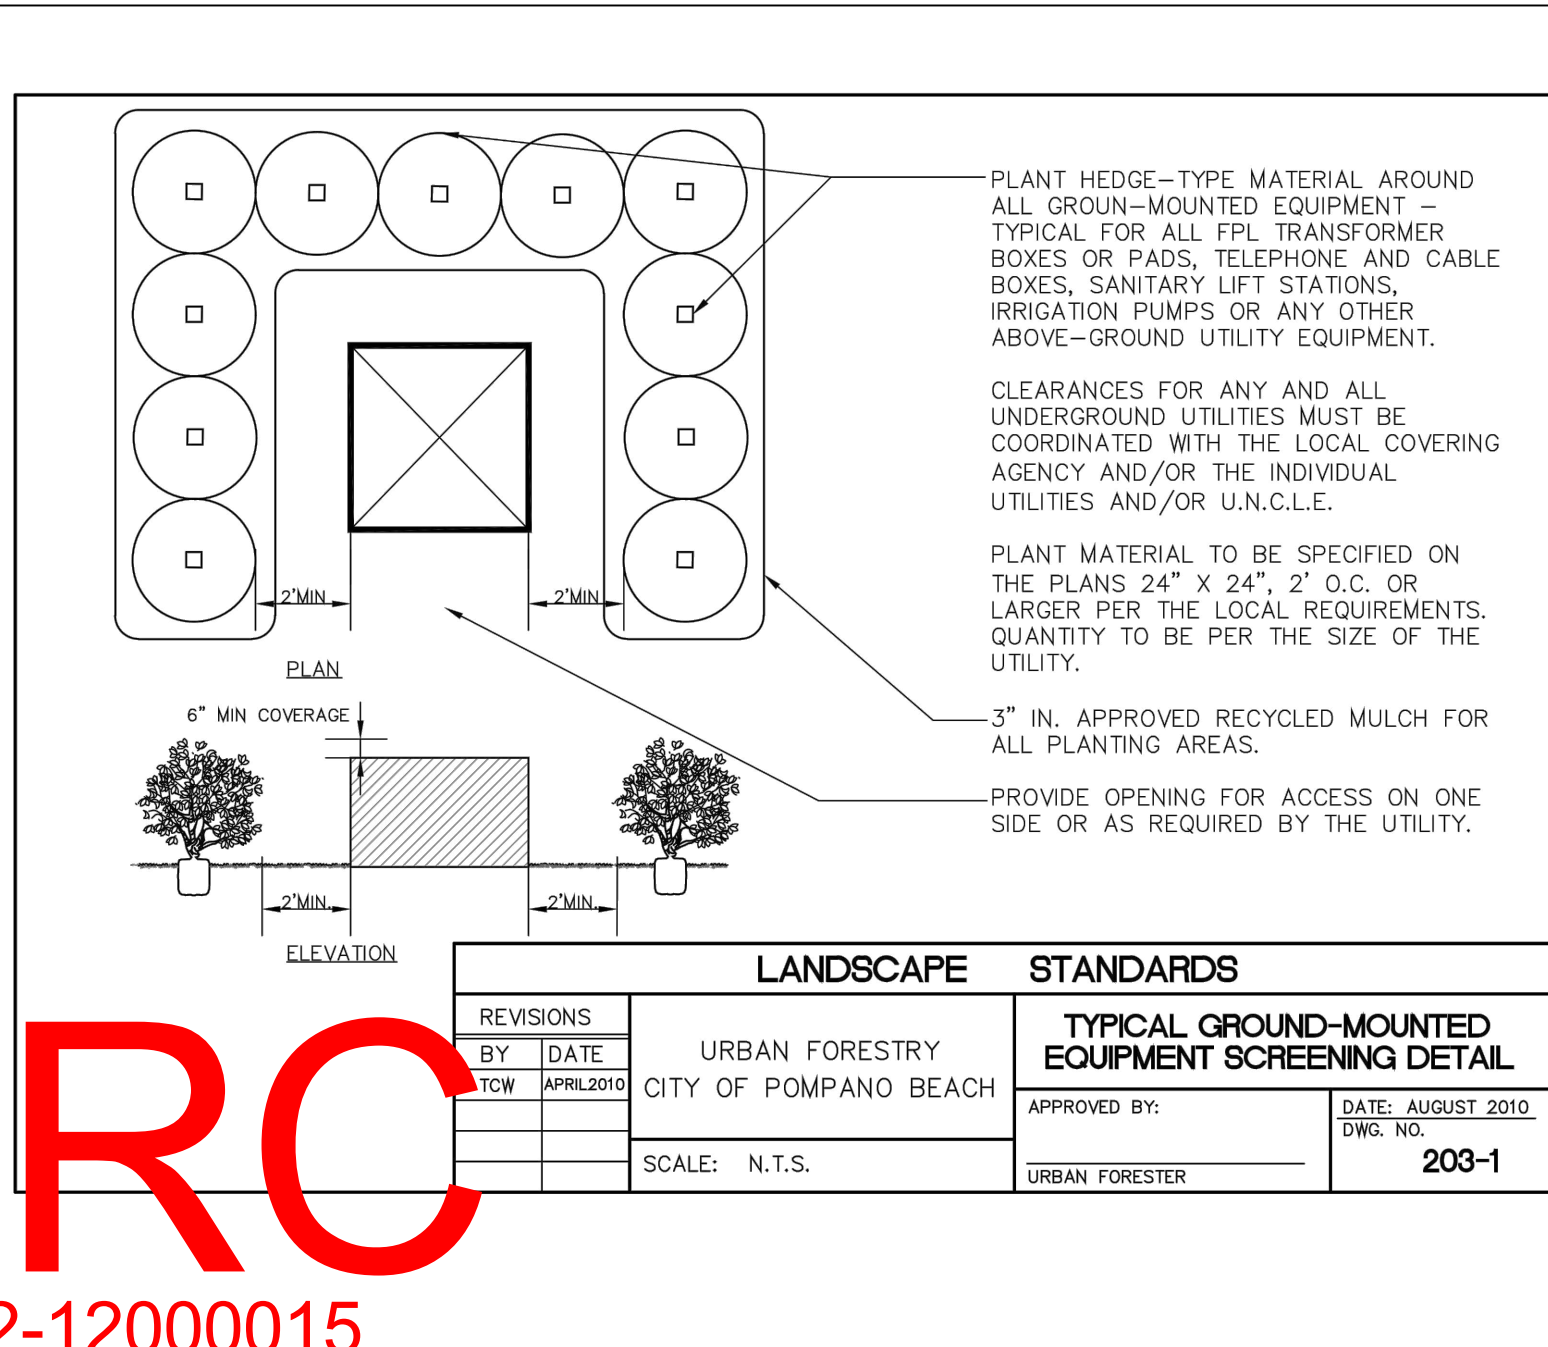 PLANT HEDGE–TYPE MATERIAL AROUND
ALL GROUN–MOUNTED EQUIPMENT –
TYPICAL FOR ALL FPL TRANSFORMER
BOXES OR PADS, TELEPHONE AND CABLE
BOXES, SANITARY LIFT STATIONS,
IRRIGATION PUMPS OR ANY OTHER
ABOVE–GROUND UTILITY EQUIPMENT.
CLEARANCES FOR ANY AND ALL
UNDERGROUND UTILITIES MUST BE
COORDINATED WITH THE LOCAL COVERING
AGENCY AND/OR THE INDIVIDUAL
UTILITIES AND/OR U.N.C.L.E.
PLANT MATERIAL TO BE SPECIFIED ON
THE PLANS 24” X 24”, 2’ O.C. OR
LARGER PER THE LOCAL REQUIREMENTS.
QUANTITY TO BE PER THE SIZE OF THE
UTILITY.
3” IN. APPROVED RECYCLED MULCH FOR
ALL PLANTING AREAS.
PROVIDE OPENING FOR ACCESS ON ONE
SIDE OR AS REQUIRED BY THE UTILITY.
2’MIN
2’MIN
PLAN
6” MIN COVERAGE
2’MIN.
2’MIN.
ELEVATION
LANDSCAPE STANDARDS
REVISIONS
BY DATE
TCW APRIL2010
URBAN FORESTRY
CITY OF POMPANO BEACH
SCALE: N.T.S.
TYPICAL GROUND-MOUNTED
EQUIPMENT SCREENING DETAIL
APPROVED BY:
URBAN FORESTER
DATE: AUGUST 2010
DWG. NO.
203-1
RC
2-12000015